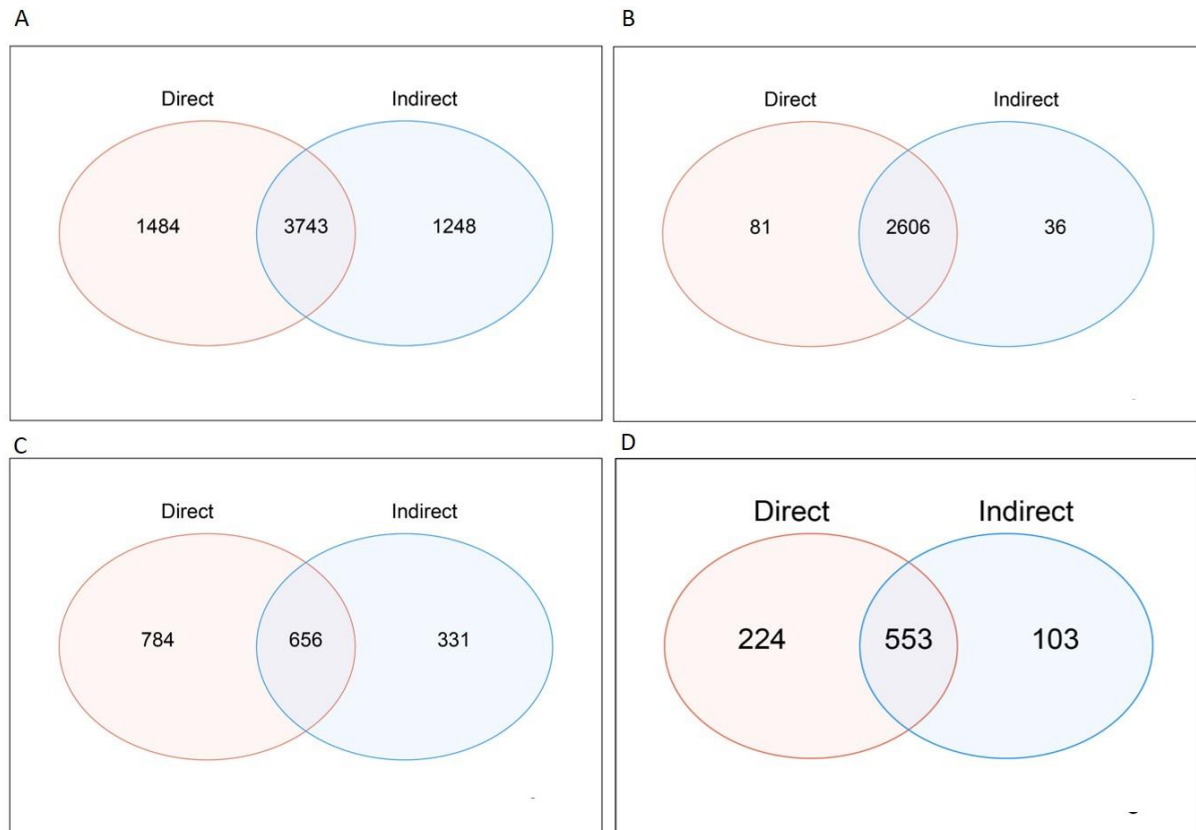 A
B
Direct Indirect
1484 3743 1248
Direct Indirect
81 2606 36
C
D
Direct Indirect
784 656 331
Direct Indirect
224 553 103